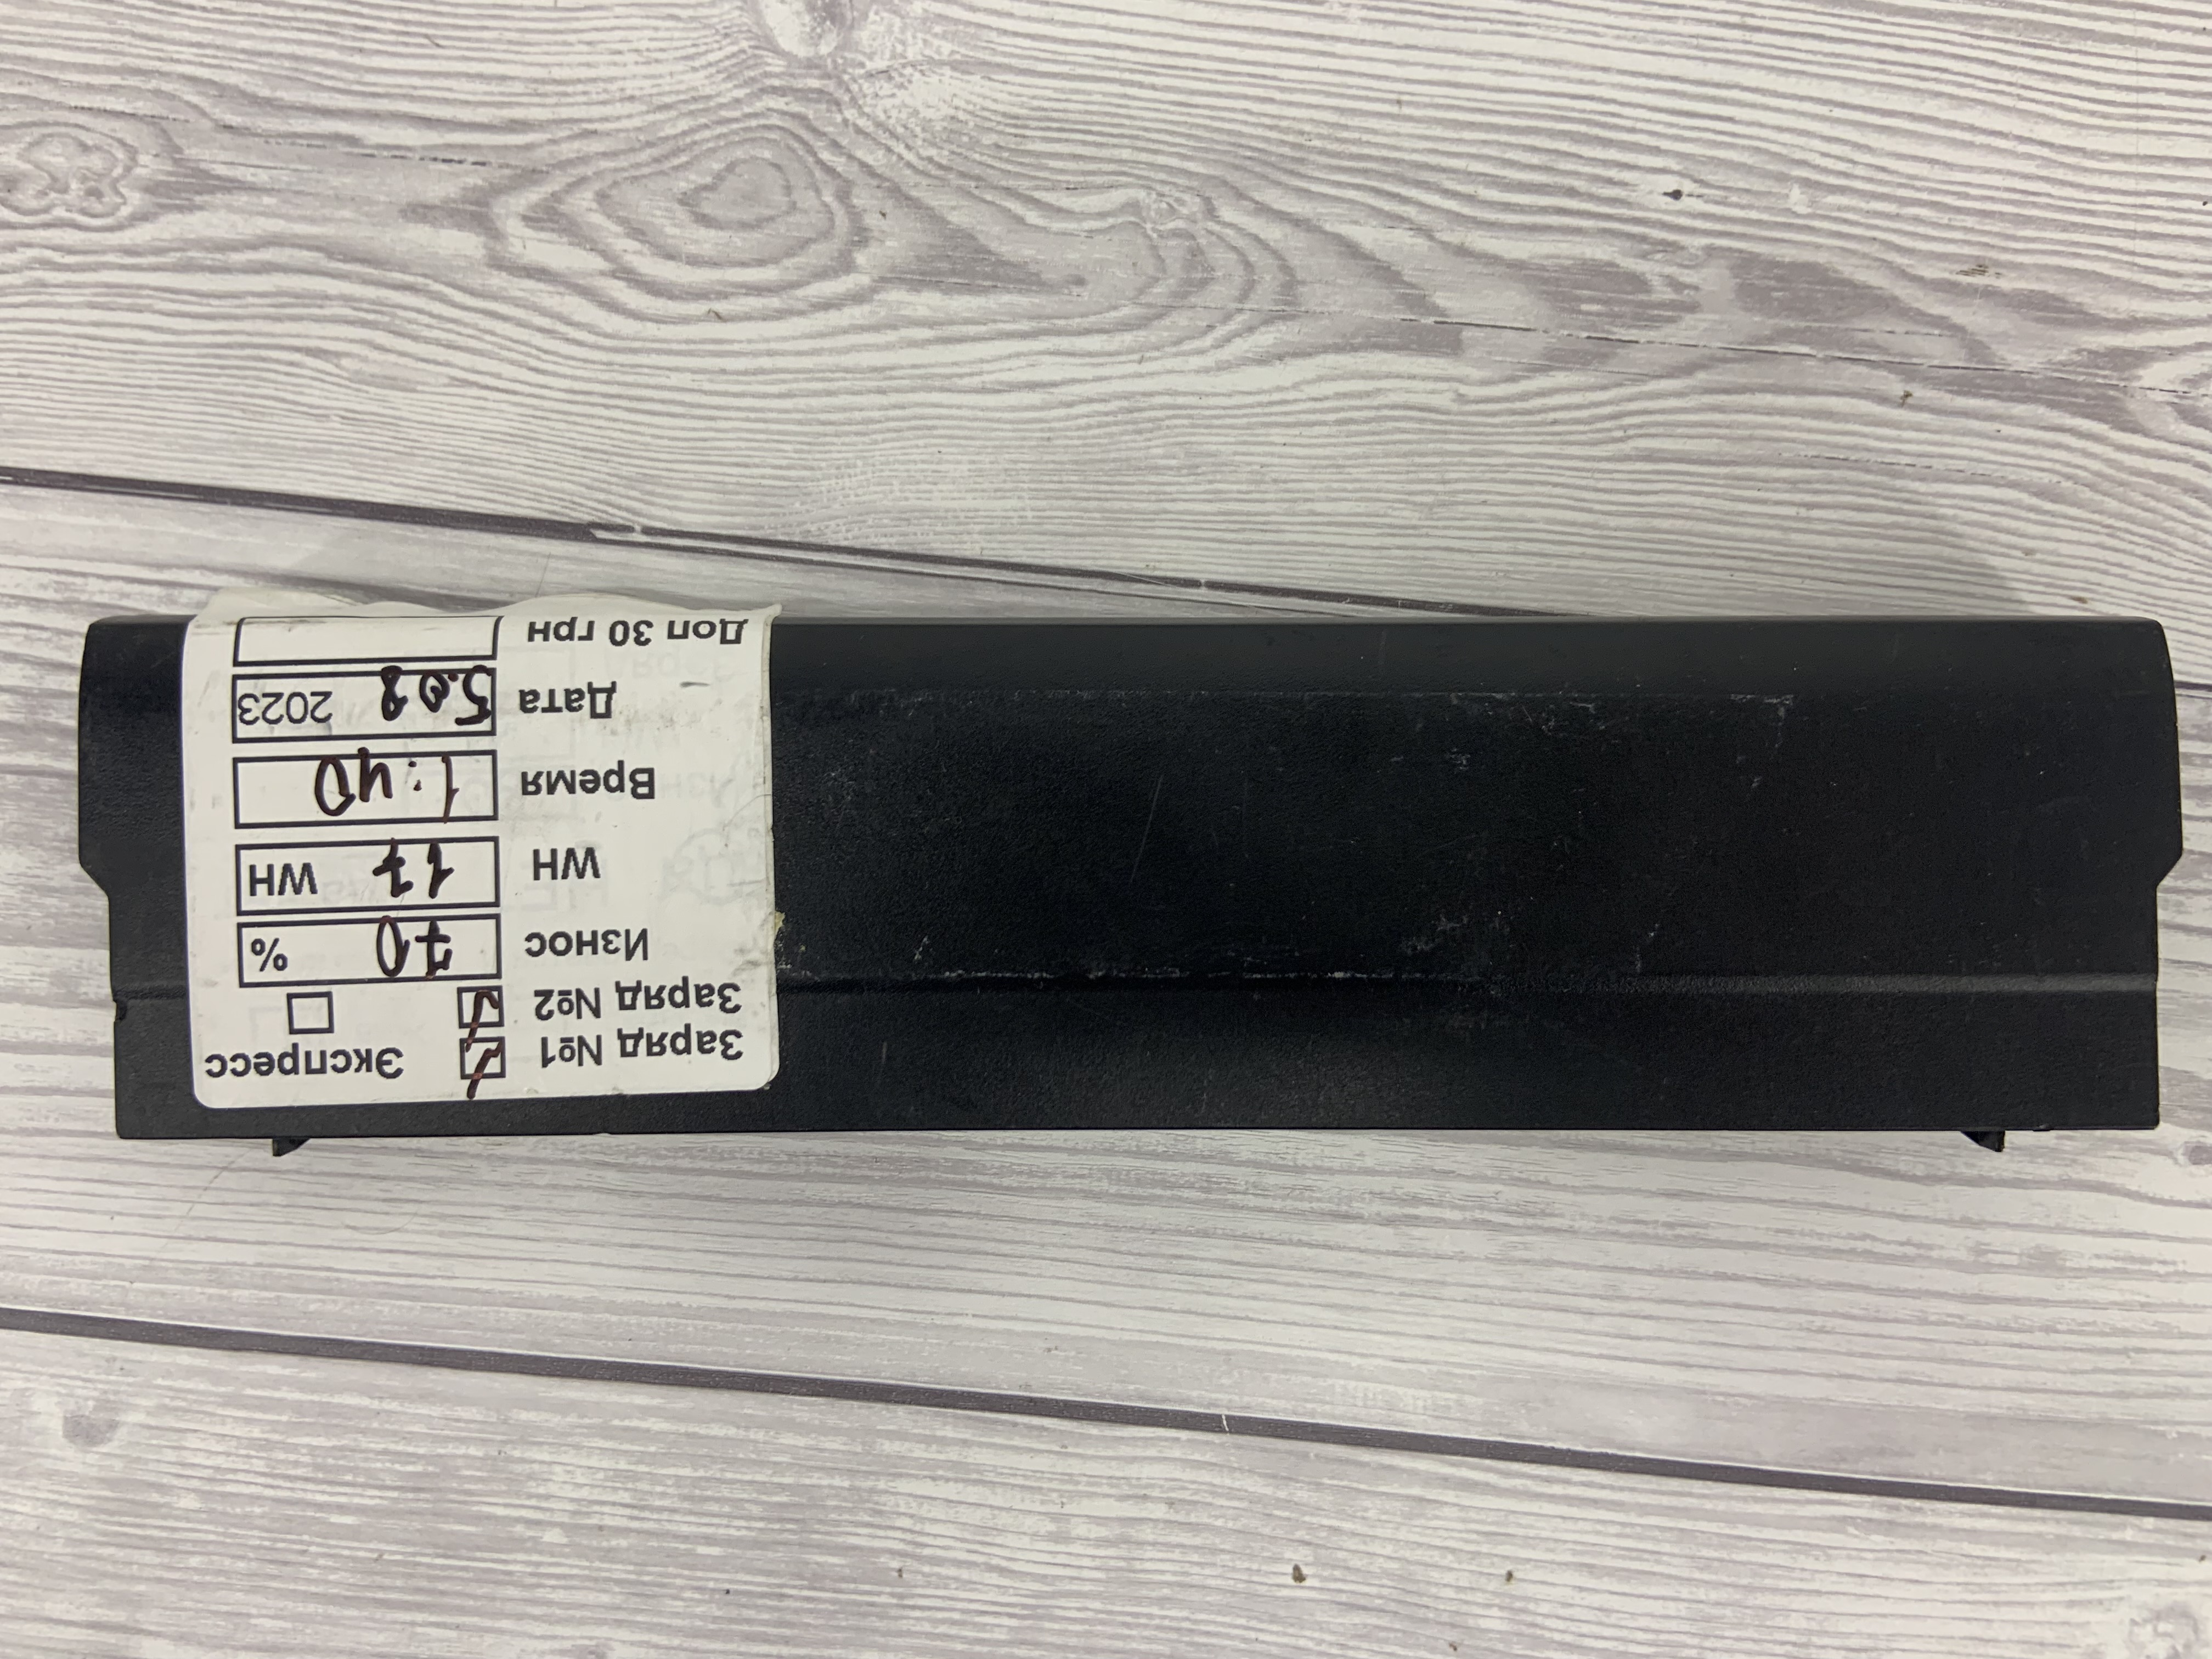 Заряд №1 Экспресс
Заряд №2
Износ 70 %
WH 17 WH
Время 1:40
Дата 5.08 2023
Доп 30 грн